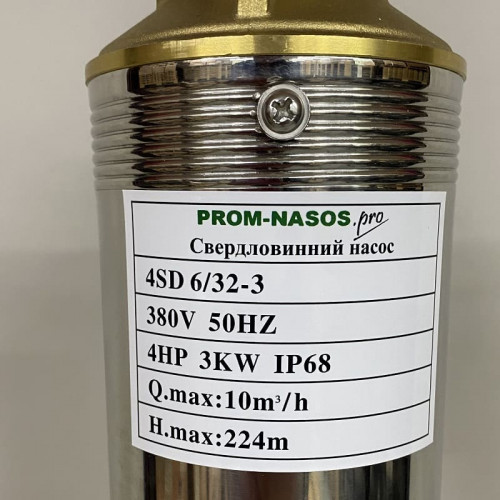 PROM-NASOS.pro
Свердловинний насос
4SD 6/32-3
380V 50HZ
4HP 3KW IP68
Q.max:10m³/h
H.max:224m